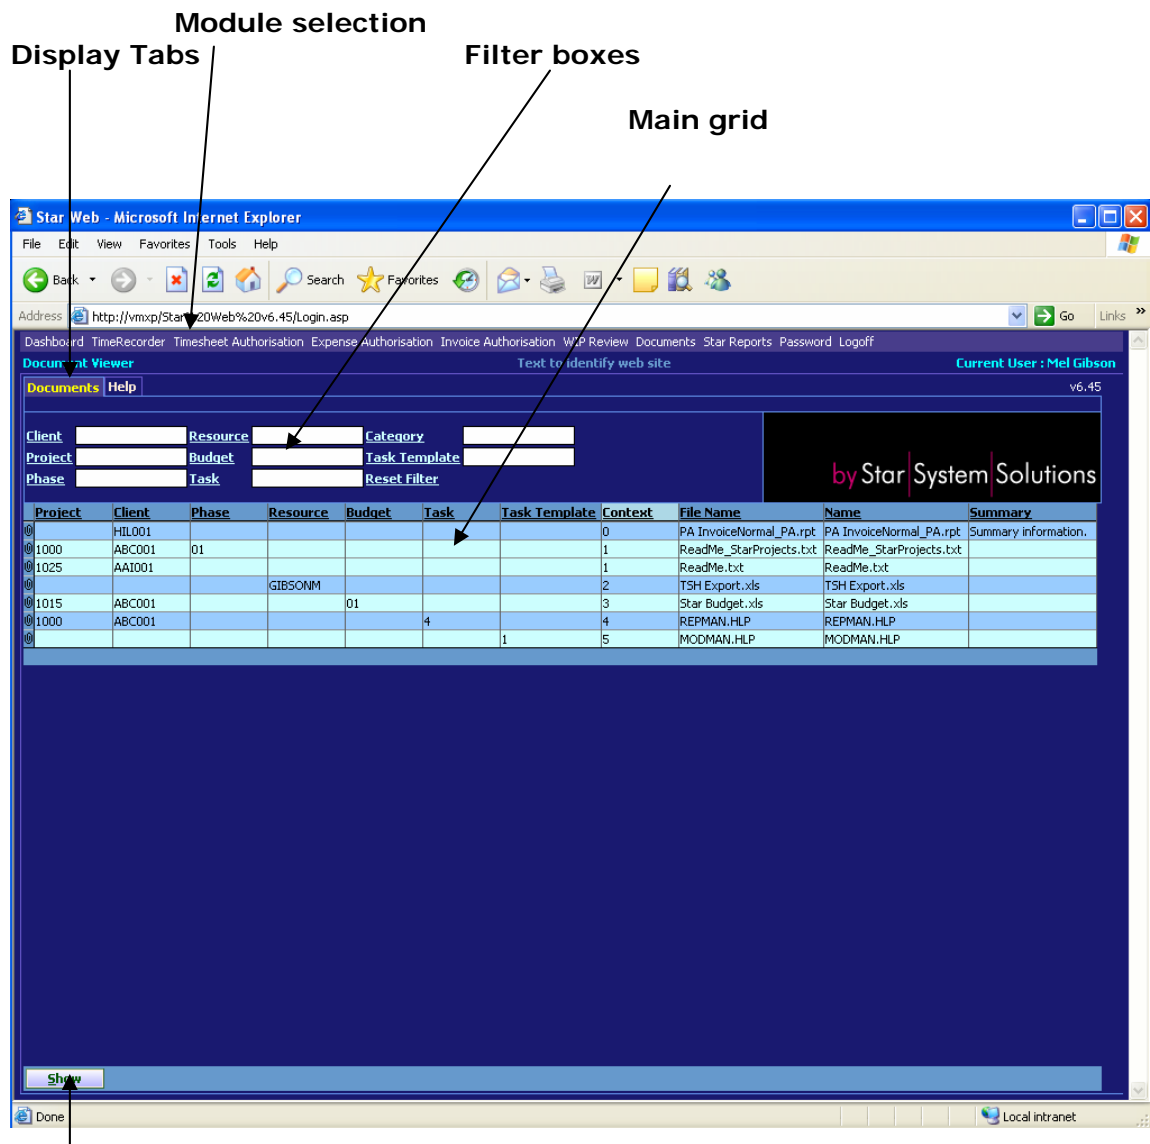 Module selection
Display Tabs Filter boxes
Main grid
Star Web - Microsoft Internet Explorer
File Edit View Favorites Tools Help
Back Search Favorites
Address http://vmxp/Star%20Web%20v6.45/Login.asp Go Links »
Dashboard TimeRecorder Timesheet Authorisation Expense Authorisation Invoice Authorisation WIP Review Documents Star Reports Password Logoff
Document Viewer Text to identify web site Current User : Mel Gibson
Documents Help v6.45
Client Resource Category
Project Budget Task Template
Phase Task Reset Filter
by Star System Solutions
Project Client Phase Resource Budget Task Task Template Context File Name Name Summary
HIL001 0 PA InvoiceNormal_PA.rpt PA InvoiceNormal_PA.rpt Summary information.
1000 ABC001 01 1 ReadMe_StarProjects.txt ReadMe_StarProjects.txt
1025 AAI001 1 ReadMe.txt ReadMe.txt
GIBSONM 2 TSH Export.xls TSH Export.xls
1015 ABC001 01 3 Star Budget.xls Star Budget.xls
1000 ABC001 4 4 REPMAN.HLP REPMAN.HLP
1 5 MODMAN.HLP MODMAN.HLP
Show
Done Local intranet